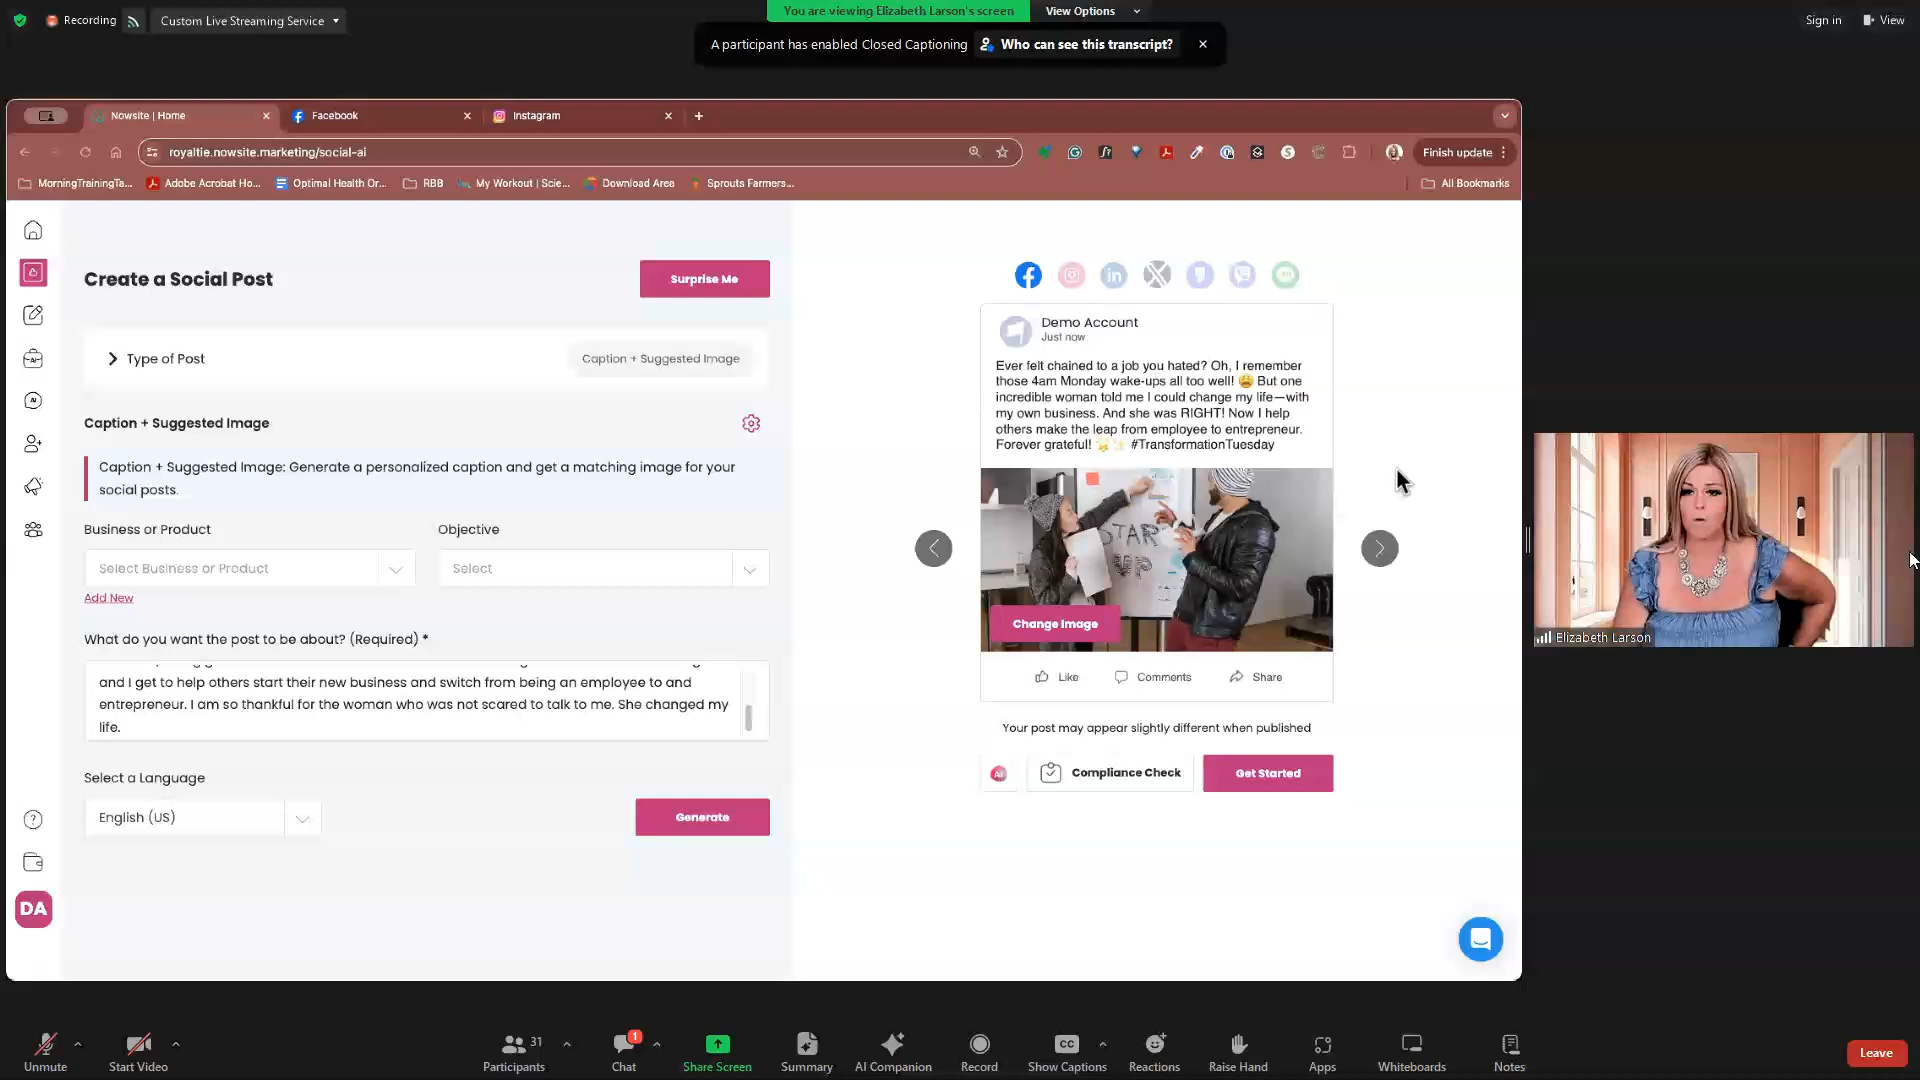 Recording
Custom Live Streaming Service
You are viewing Elizabeth Larson's screen
View Options
Sign in
View
A participant has enabled Closed Captioning
Who can see this transcript?
Nowsite | Home
Facebook
Instagram
royaltie.nowsite.marketing/social-ai
Finish update
MorningTrainingTa...
Adobe Acrobat Ho...
Optimal Health Or...
RBB
My Workout | Scie...
Download Area
Sprouts Farmers...
All Bookmarks
Create a Social Post
Surprise Me
Type of Post
Caption + Suggested Image
Caption + Suggested Image
Caption + Suggested Image: Generate a personalized caption and get a matching image for your
social posts.
Business or Product
Objective
Select Business or Product
Select
Add New
What do you want the post to be about? (Required) *
and I get to help others start their new business and switch from being an employee to and
entrepreneur. I am so thankful for the woman who was not scared to talk to me. She changed my
life.
Select a Language
English (US)
Generate
DA
Demo Account
Just now
Ever felt chained to a job you hated? Oh, I remember
those 4am Monday wake-ups all too well! 😩 But one
incredible woman told me I could change my life—with
my own business. And she was RIGHT! Now I help
others make the leap from employee to entrepreneur.
Forever grateful! 🌟✨ #TransformationTuesday
STAR
UP
Change Image
Like
Comments
Share
Your post may appear slightly different when published
AI
Compliance Check
Get Started
Elizabeth Larson
Unmute
Start Video
31
Participants
1
Chat
Share Screen
Summary
AI Companion
Record
CC
Show Captions
Reactions
Raise Hand
Apps
Whiteboards
Notes
Leave